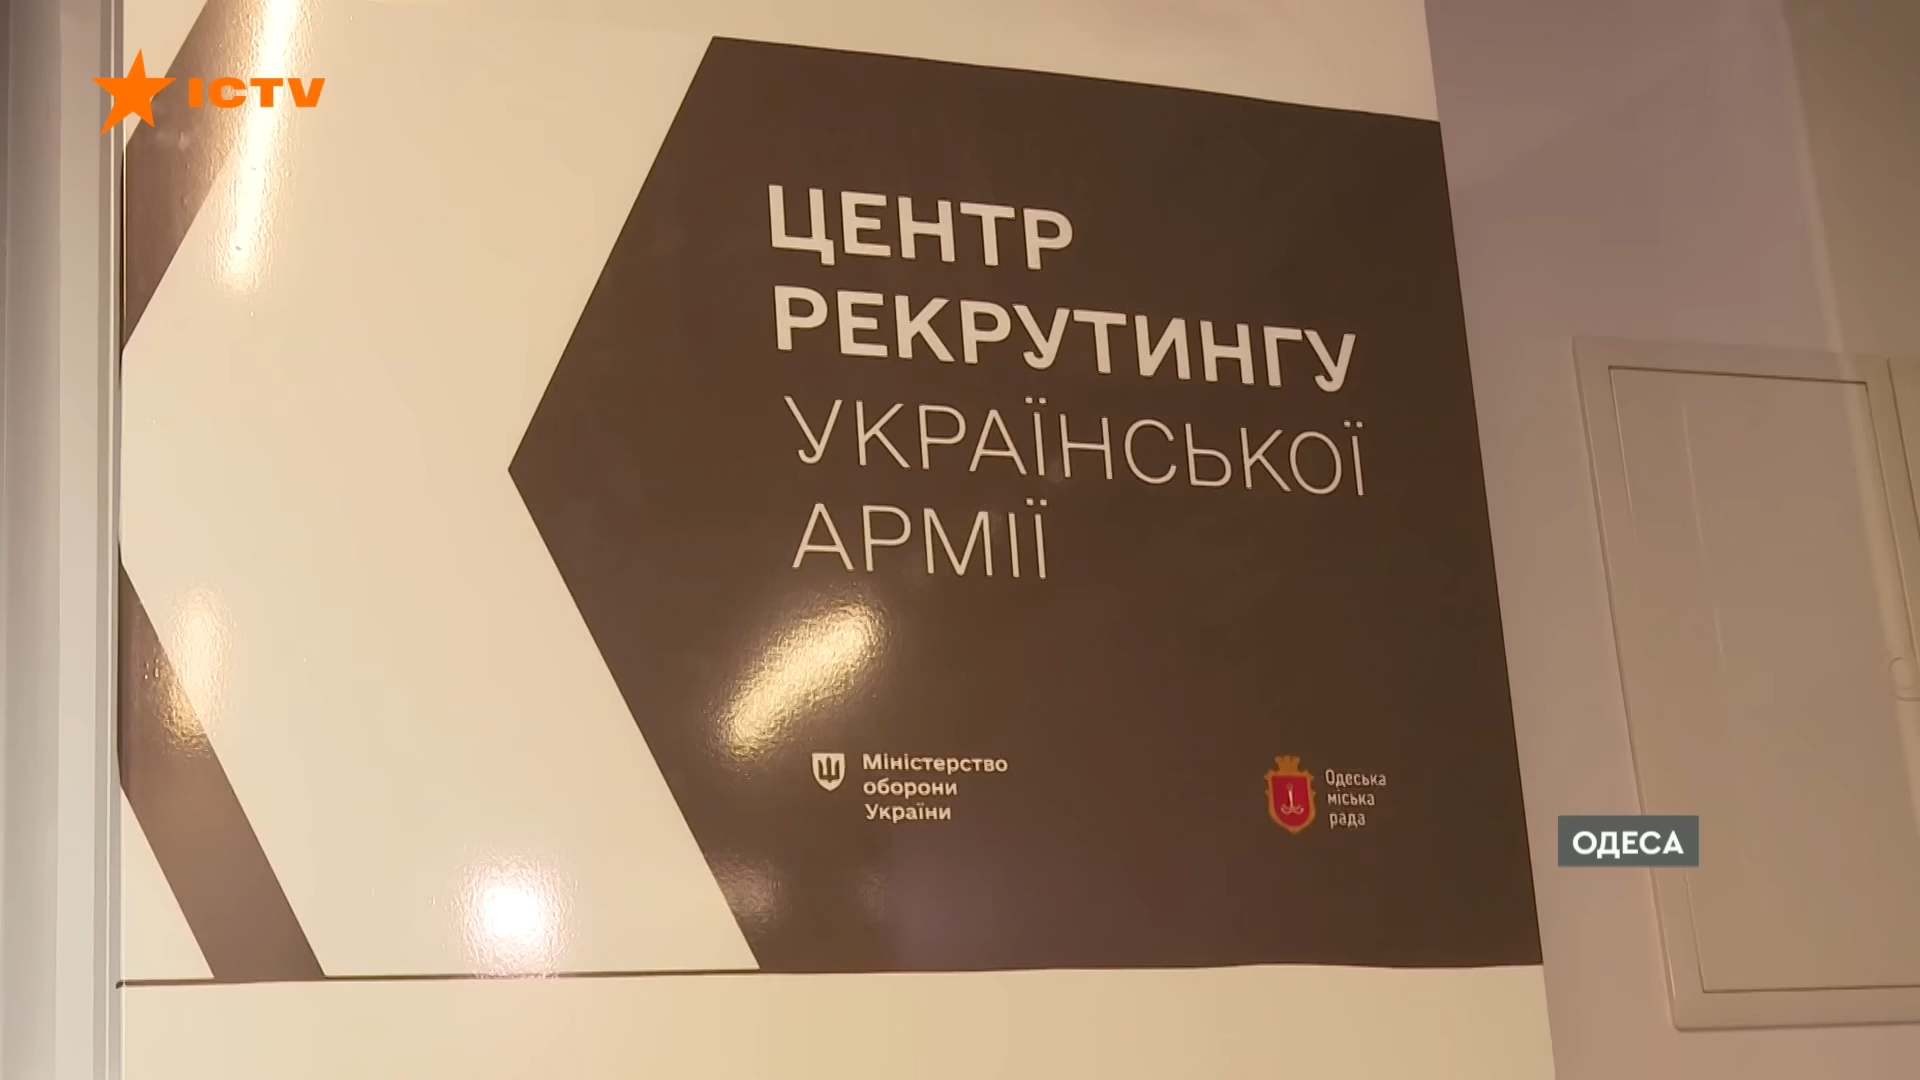 ICTV
ЦЕНТР
РЕКРУТИНГУ
УКРАЇНСЬКОЇ
АРМІЇ
Міністерство
оборони
України
Одеська
міська
рада
ОДЕСА